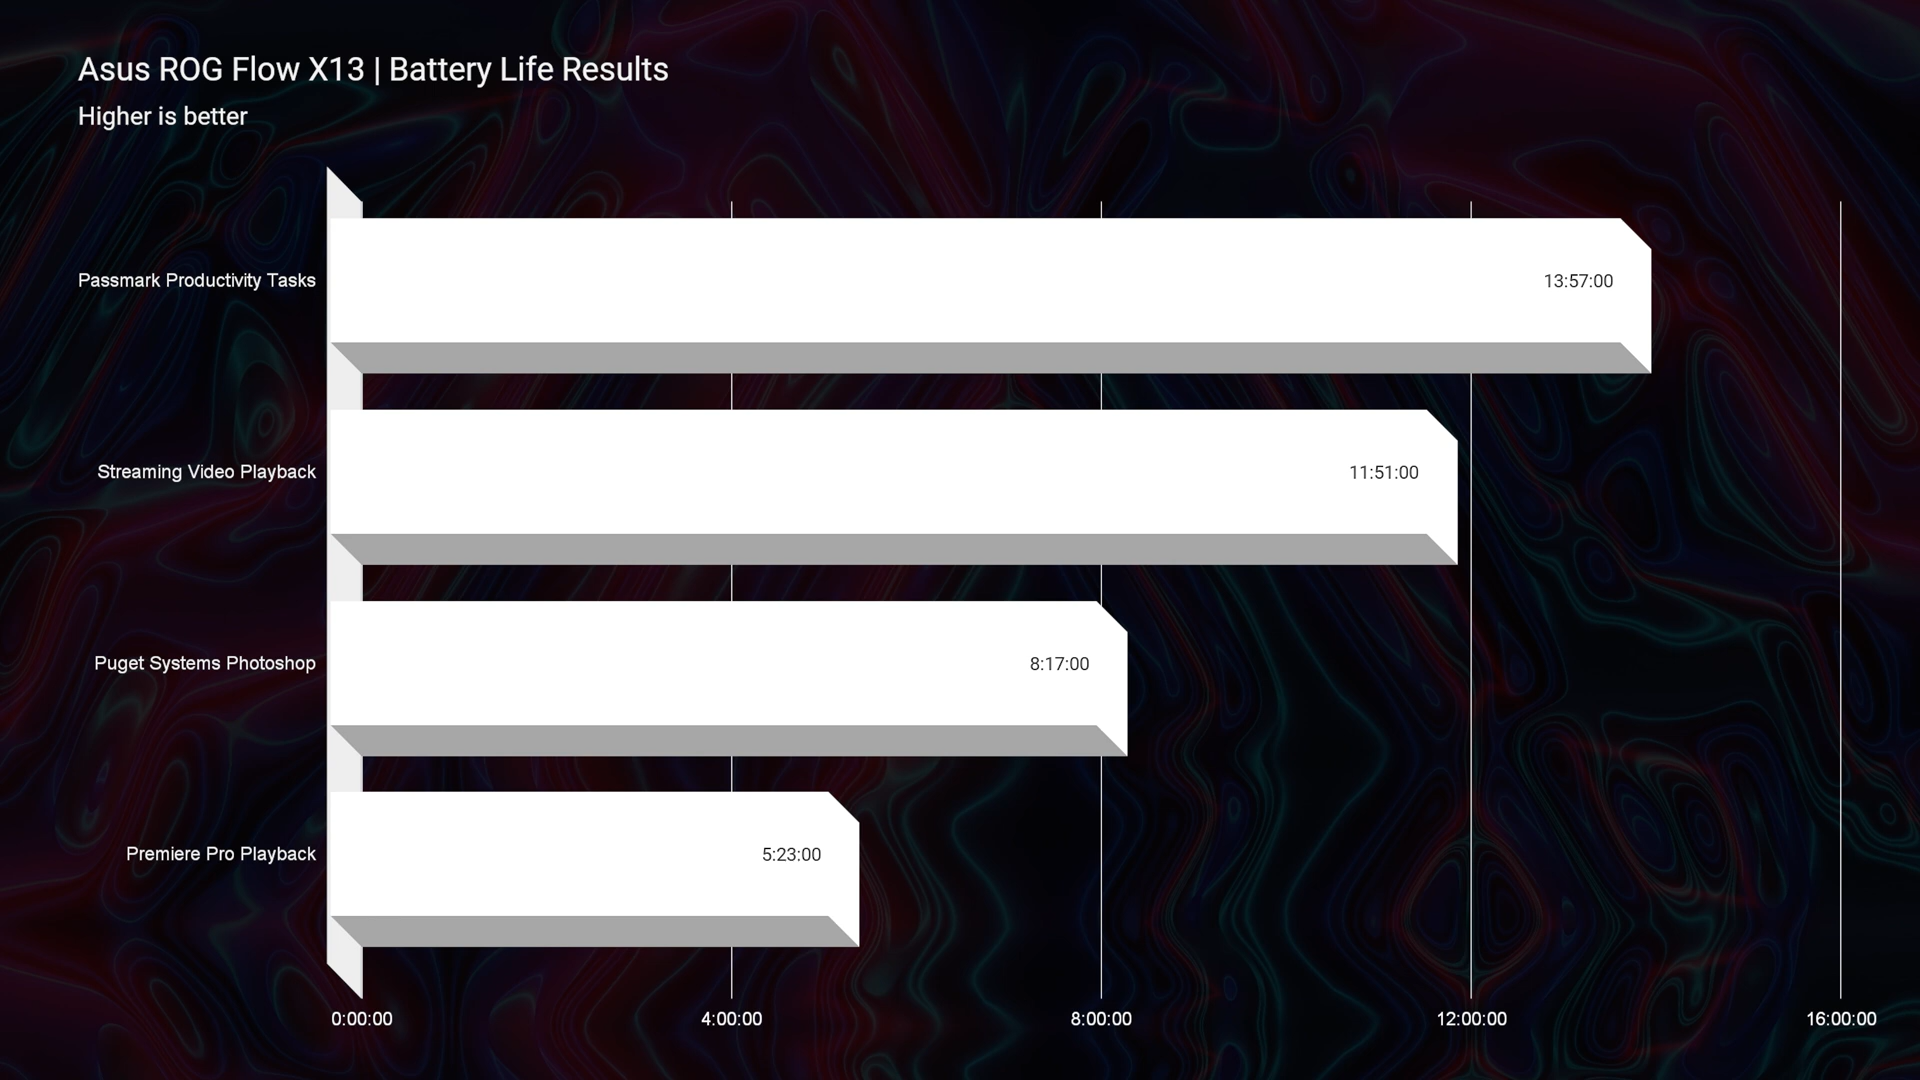 Asus ROG Flow X13 | Battery Life Results
Higher is better
Passmark Productivity Tasks
13:57:00
Streaming Video Playback
11:51:00
Puget Systems Photoshop
8:17:00
Premiere Pro Playback
5:23:00
0:00:00
4:00:00
8:00:00
12:00:00
16:00:00